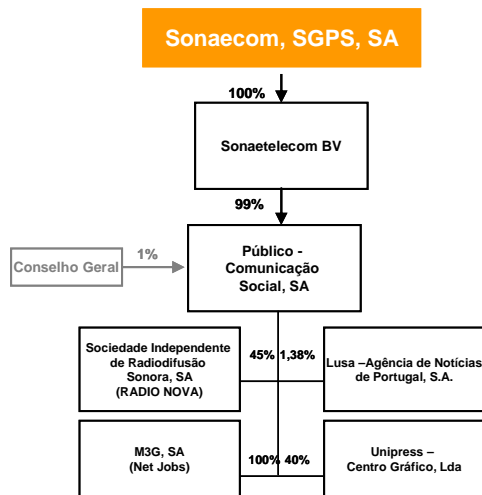 Sonaecom, SGPS, SA
100%
Sonaetelecom BV
99%
Conselho Geral
1%
Público -
Comunicação
Social, SA
Sociedade Independente
de Radiodifusão
Sonora, SA
(RADIO NOVA)
45%
1,38%
Lusa –Agência de Notícias
de Portugal, S.A.
M3G, SA
(Net Jobs)
100%
40%
Unipress –
Centro Gráfico, Lda